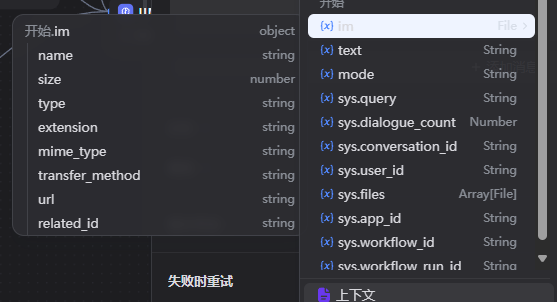 开始.im object
name string
size number
type string
extension string
mime_type string
transfer_method string
url string
related_id string
失败时重试
开始
{x} im File >
{x} text String
{x} mode String
{x} sys.query String
{x} sys.dialogue_count Number
{x} sys.conversation_id String
{x} sys.user_id String
{x} sys.files Array[File]
{x} sys.app_id String
{x} sys.workflow_id String
{x} sys.workflow_run_id String
上下文